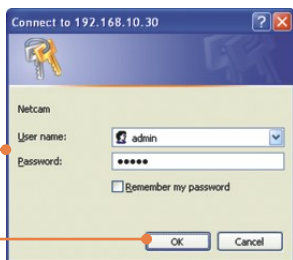 Connect to 192.168.10.30
Netcam
User name:
admin
Password:
•••••
Remember my password
OK
Cancel